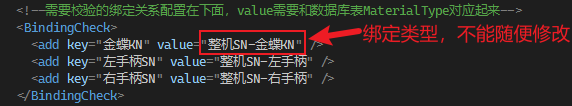 <!--需要校验的绑定关系配置在下面，value需要和数据库表MaterialType对应起来-->
<BindingCheck>
<add key="金蝶KN" value="整机SN-金蝶KN" />
绑定类型，不能随便修改
<add key="左手柄SN" value="整机SN-左手柄" />
<add key="右手柄SN" value="整机SN-右手柄" />
</BindingCheck>